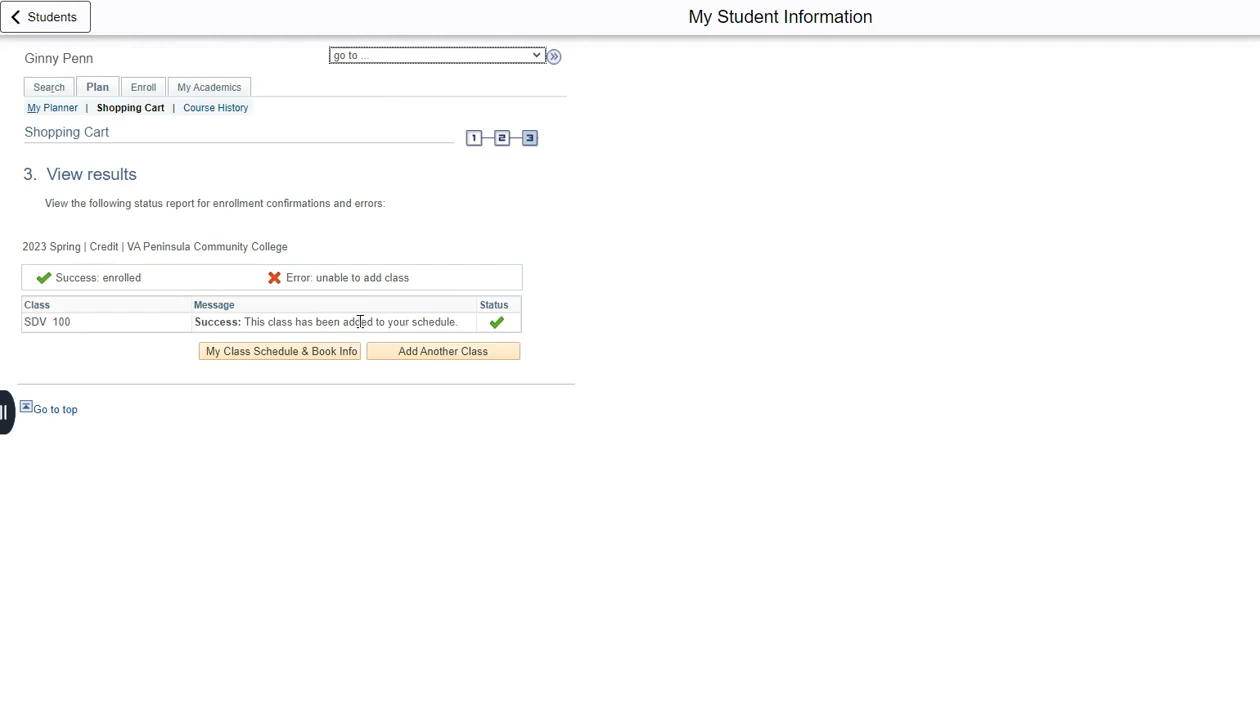 Students
My Student Information
Ginny Penn
go to ...
Search
Plan
Enroll
My Academics
My Planner | Shopping Cart | Course History
Shopping Cart
1 2 3
3. View results
View the following status report for enrollment confirmations and errors:
2023 Spring | Credit | VA Peninsula Community College
Success: enrolled
Error: unable to add class
Class Message Status
SDV 100 Success: This class has been added to your schedule.
My Class Schedule & Book Info
Add Another Class
Go to top